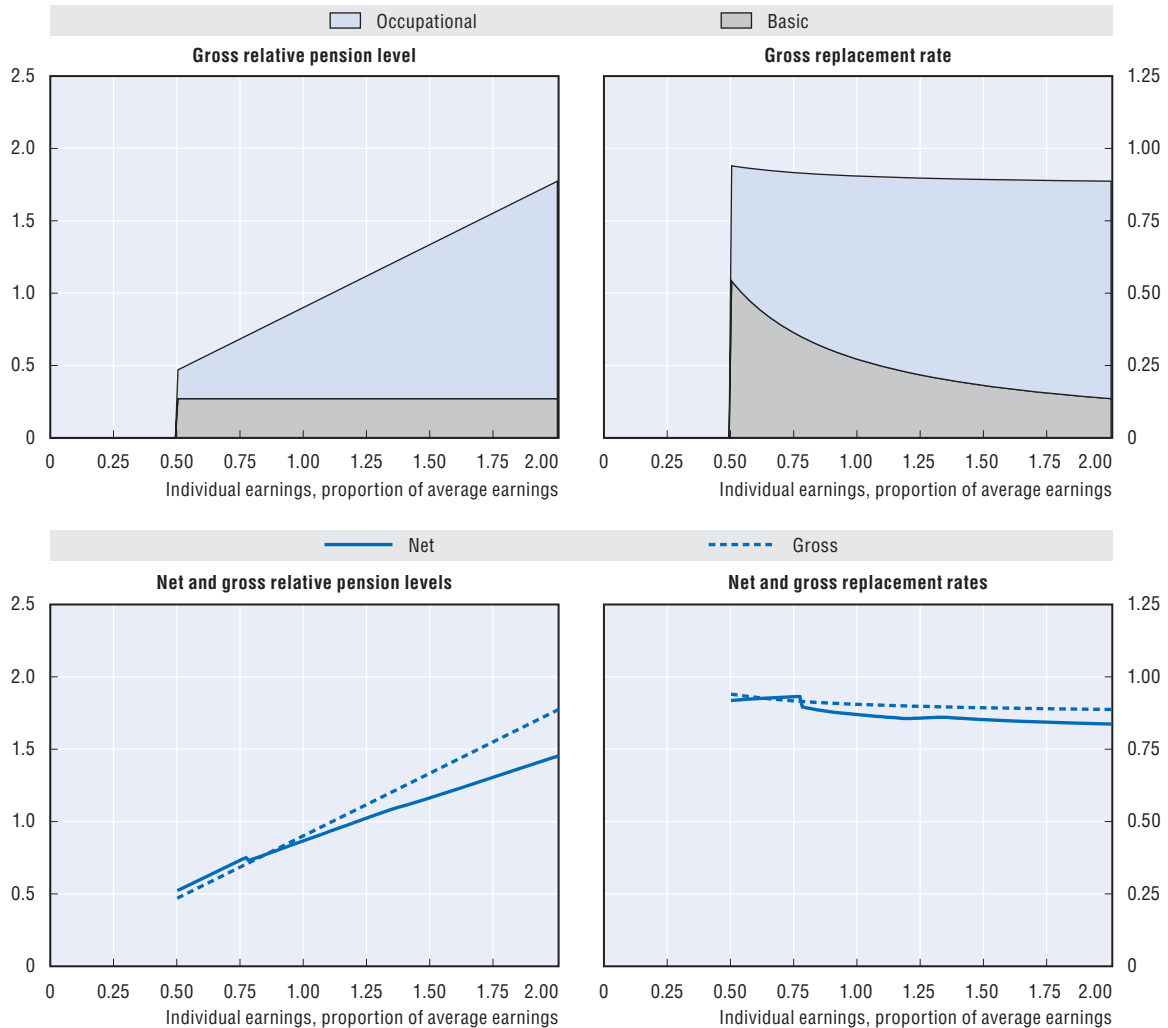 Occupational Basic
Gross relative pension level Gross replacement rate
2.5 1.25
2.0 1.00
1.5 0.75
1.0 0.50
0.5 0.25
0 0
0 0.25 0.50 0.75 1.00 1.25 1.50 1.75 2.00 0 0.25 0.50 0.75 1.00 1.25 1.50 1.75 2.00
Individual earnings, proportion of average earnings Individual earnings, proportion of average earnings
Net Gross
Net and gross relative pension levels Net and gross replacement rates
2.5 1.25
2.0 1.00
1.5 0.75
1.0 0.50
0.5 0.25
0 0
0 0.25 0.50 0.75 1.00 1.25 1.50 1.75 2.00 0 0.25 0.50 0.75 1.00 1.25 1.50 1.75 2.00
Individual earnings, proportion of average earnings Individual earnings, proportion of average earnings